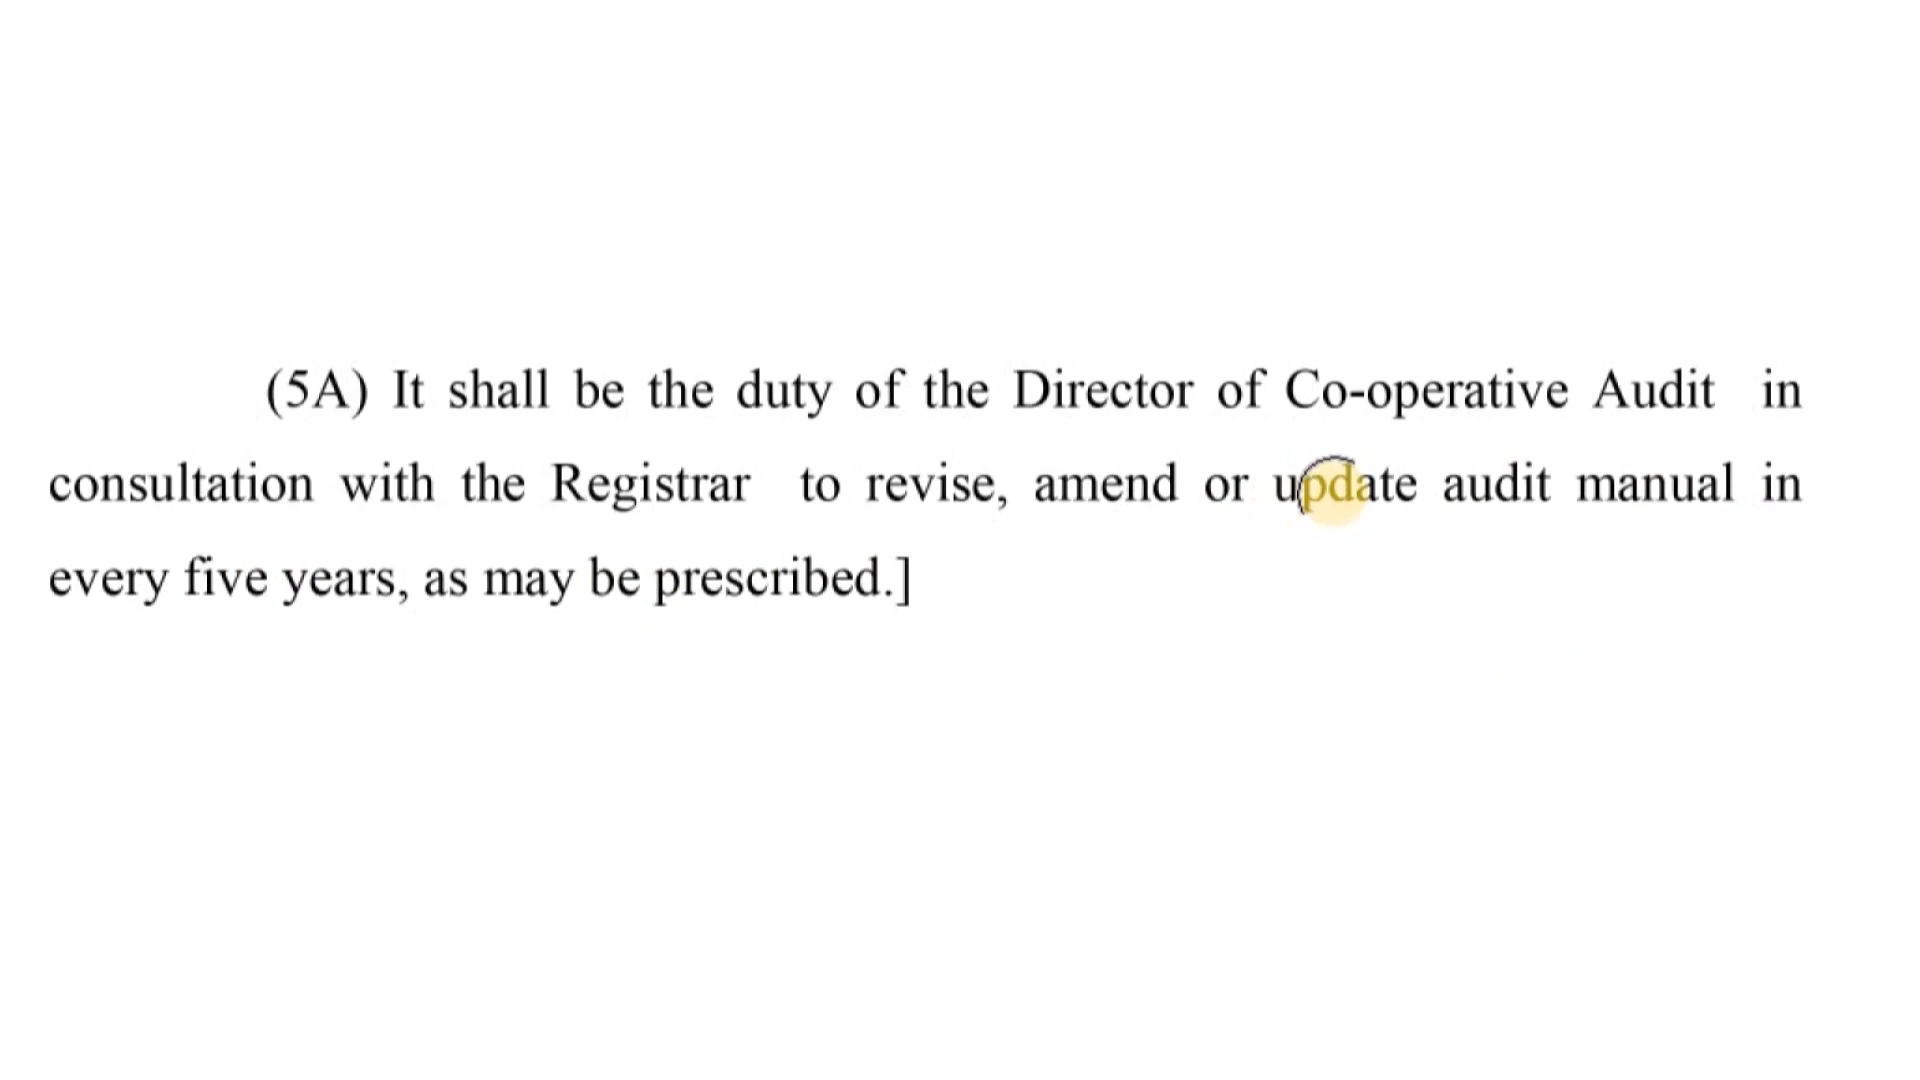 (5A) It shall be the duty of the Director of Co-operative Audit in
consultation with the Registrar to revise, amend or update audit manual in
every five years, as may be prescribed.]